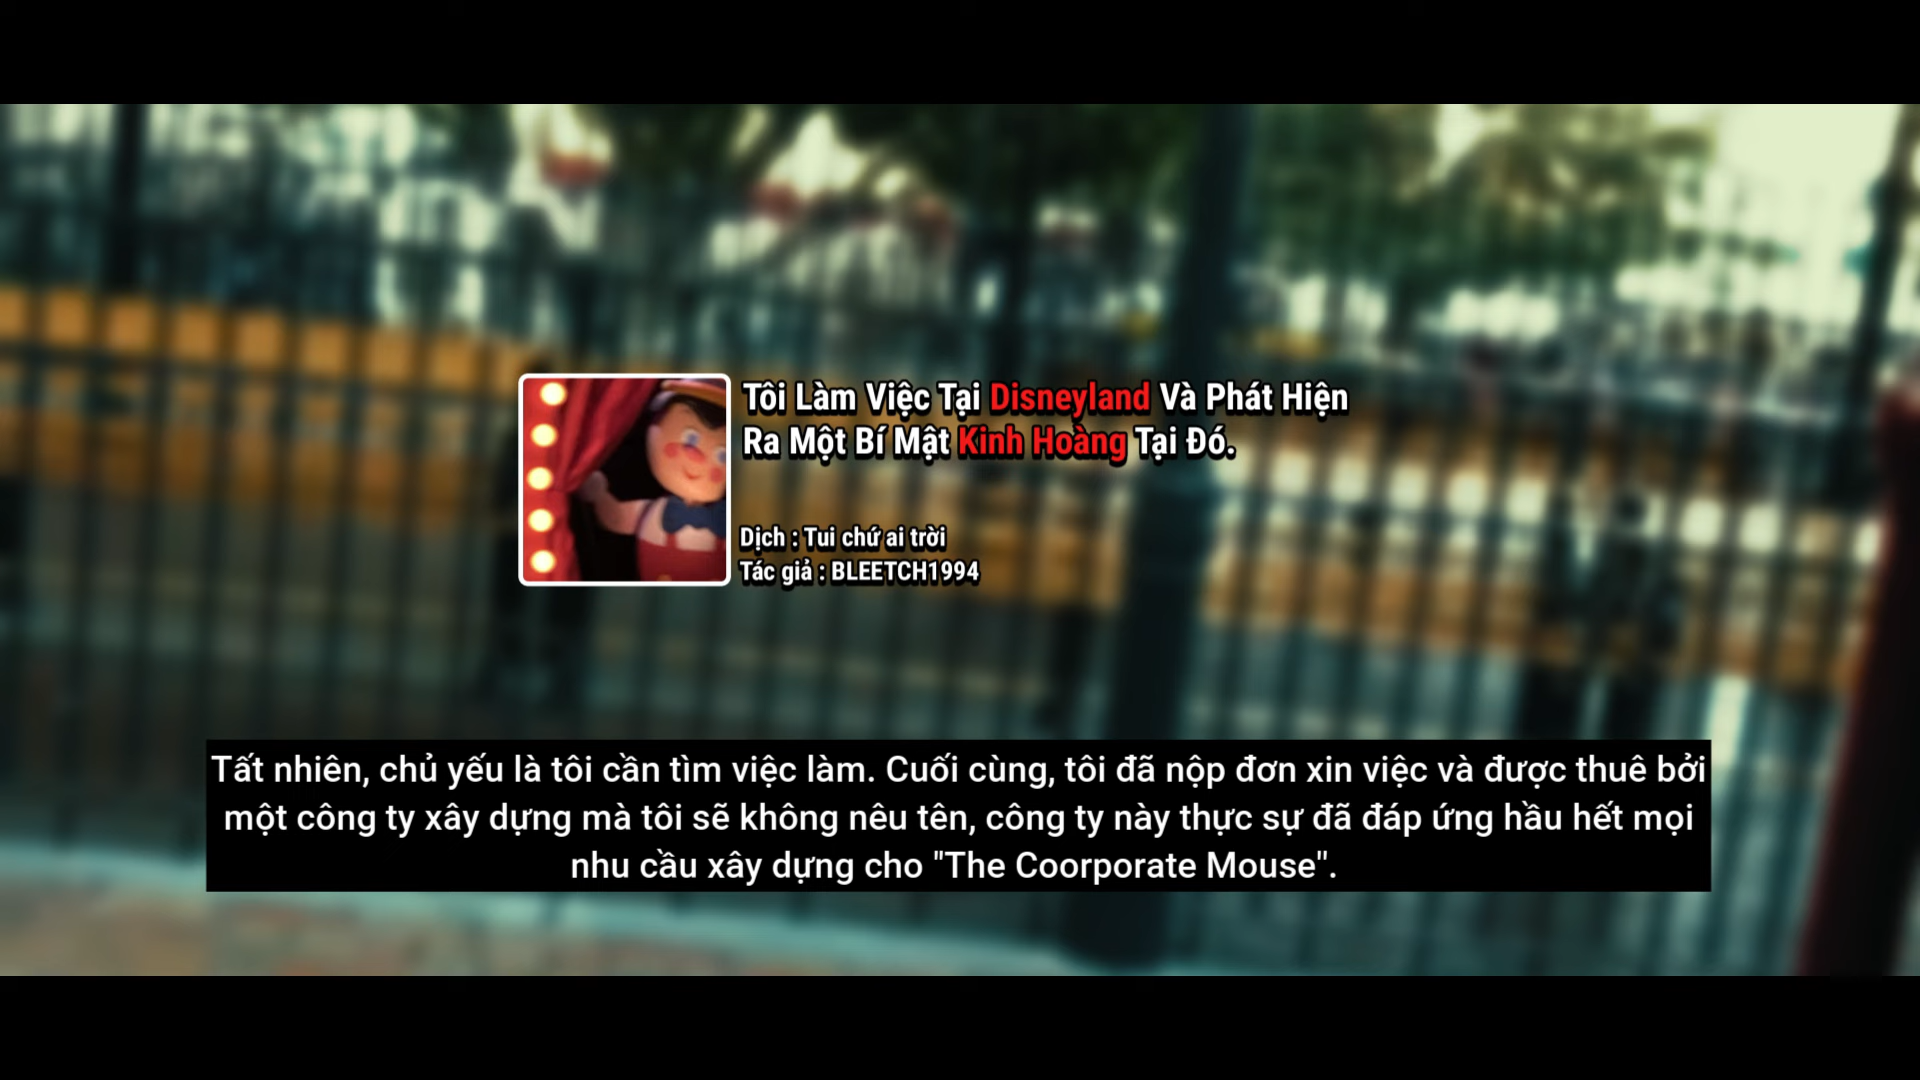 Tôi Làm Việc Tại Disneyland Và Phát Hiện
Ra Một Bí Mật Kinh Hoàng Tại Đó.
Dịch : Tui chứ ai trời
Tác giả : BLEETCH1994
Tất nhiên, chủ yếu là tôi cần tìm việc làm. Cuối cùng, tôi đã nộp đơn xin việc và được thuê bởi
một công ty xây dựng mà tôi sẽ không nêu tên, công ty này thực sự đã đáp ứng hầu hết mọi
nhu cầu xây dựng cho "The Coorporate Mouse".